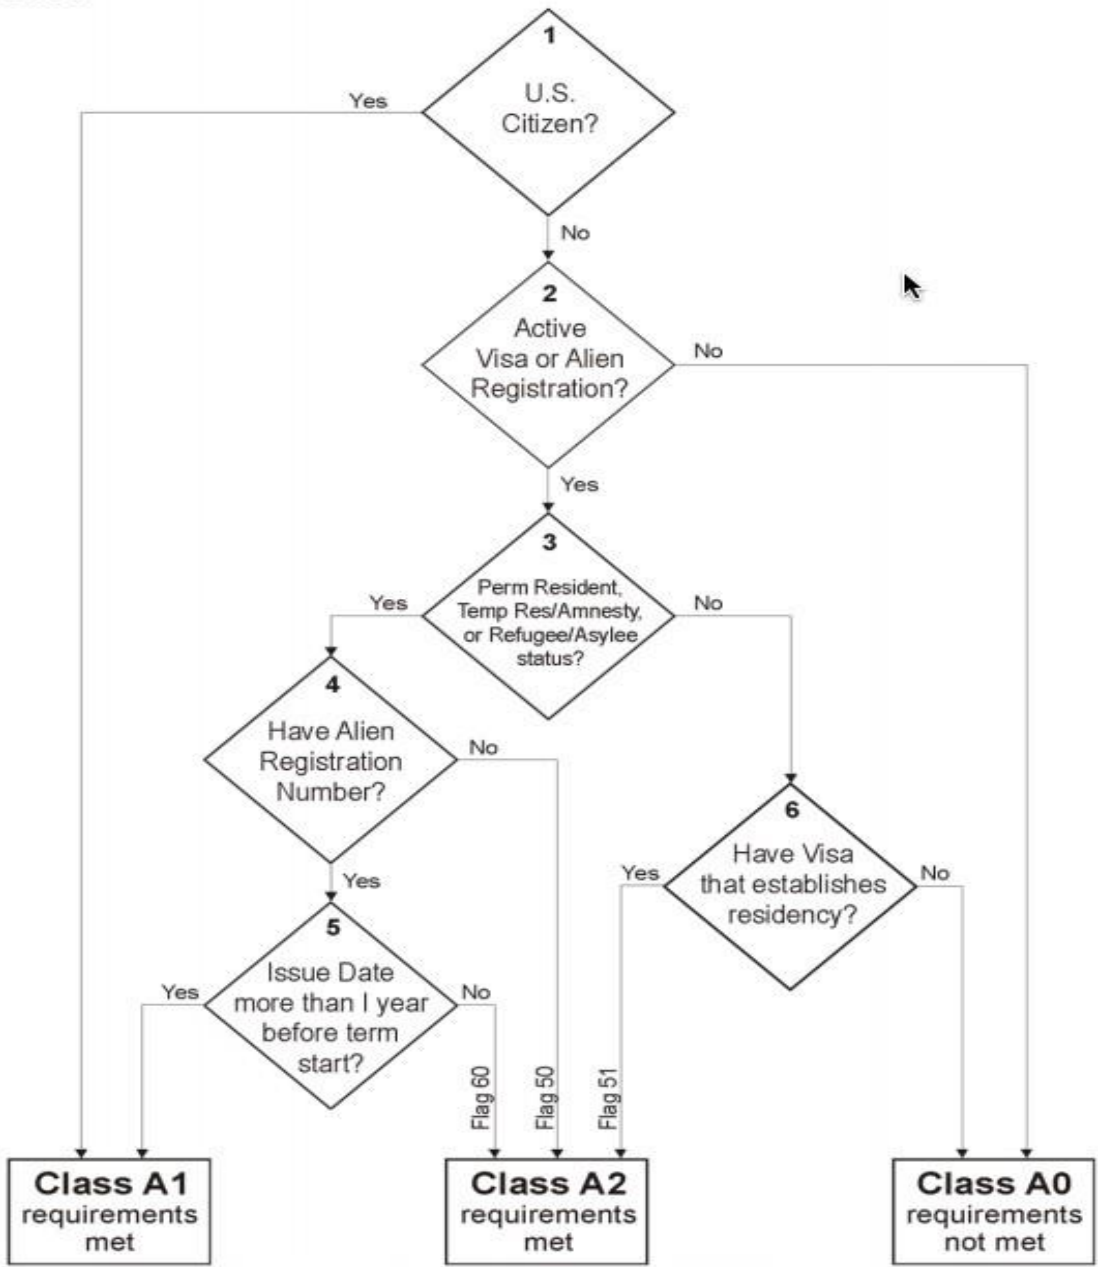 1
U.S.
Citizen?
Yes
No
2
Active
Visa or Alien
Registration?
No
Yes
3
Perm Resident,
Temp Res/Amnesty,
or Refugee/Asylee
status?
Yes
No
4
Have Alien
Registration
Number?
No
Yes
5
Issue Date
more than I year
before term
start?
Yes
No
6
Have Visa
that establishes
residency?
Yes
No
Flag 60
Flag 50
Flag 51
Class A1
requirements
met
Class A2
requirements
met
Class A0
requirements
not met